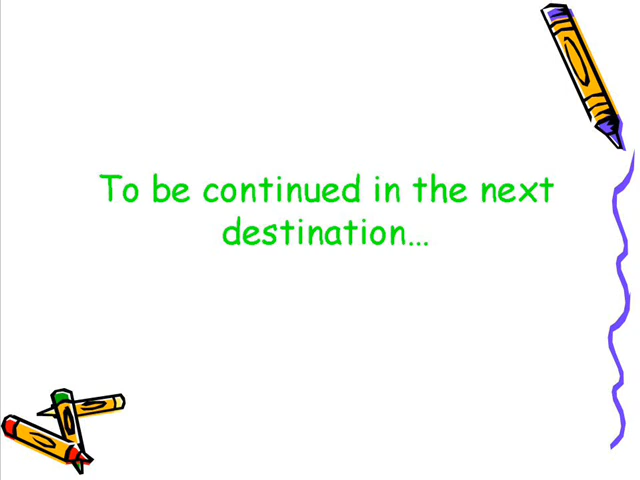 To be continued in the next
destination…